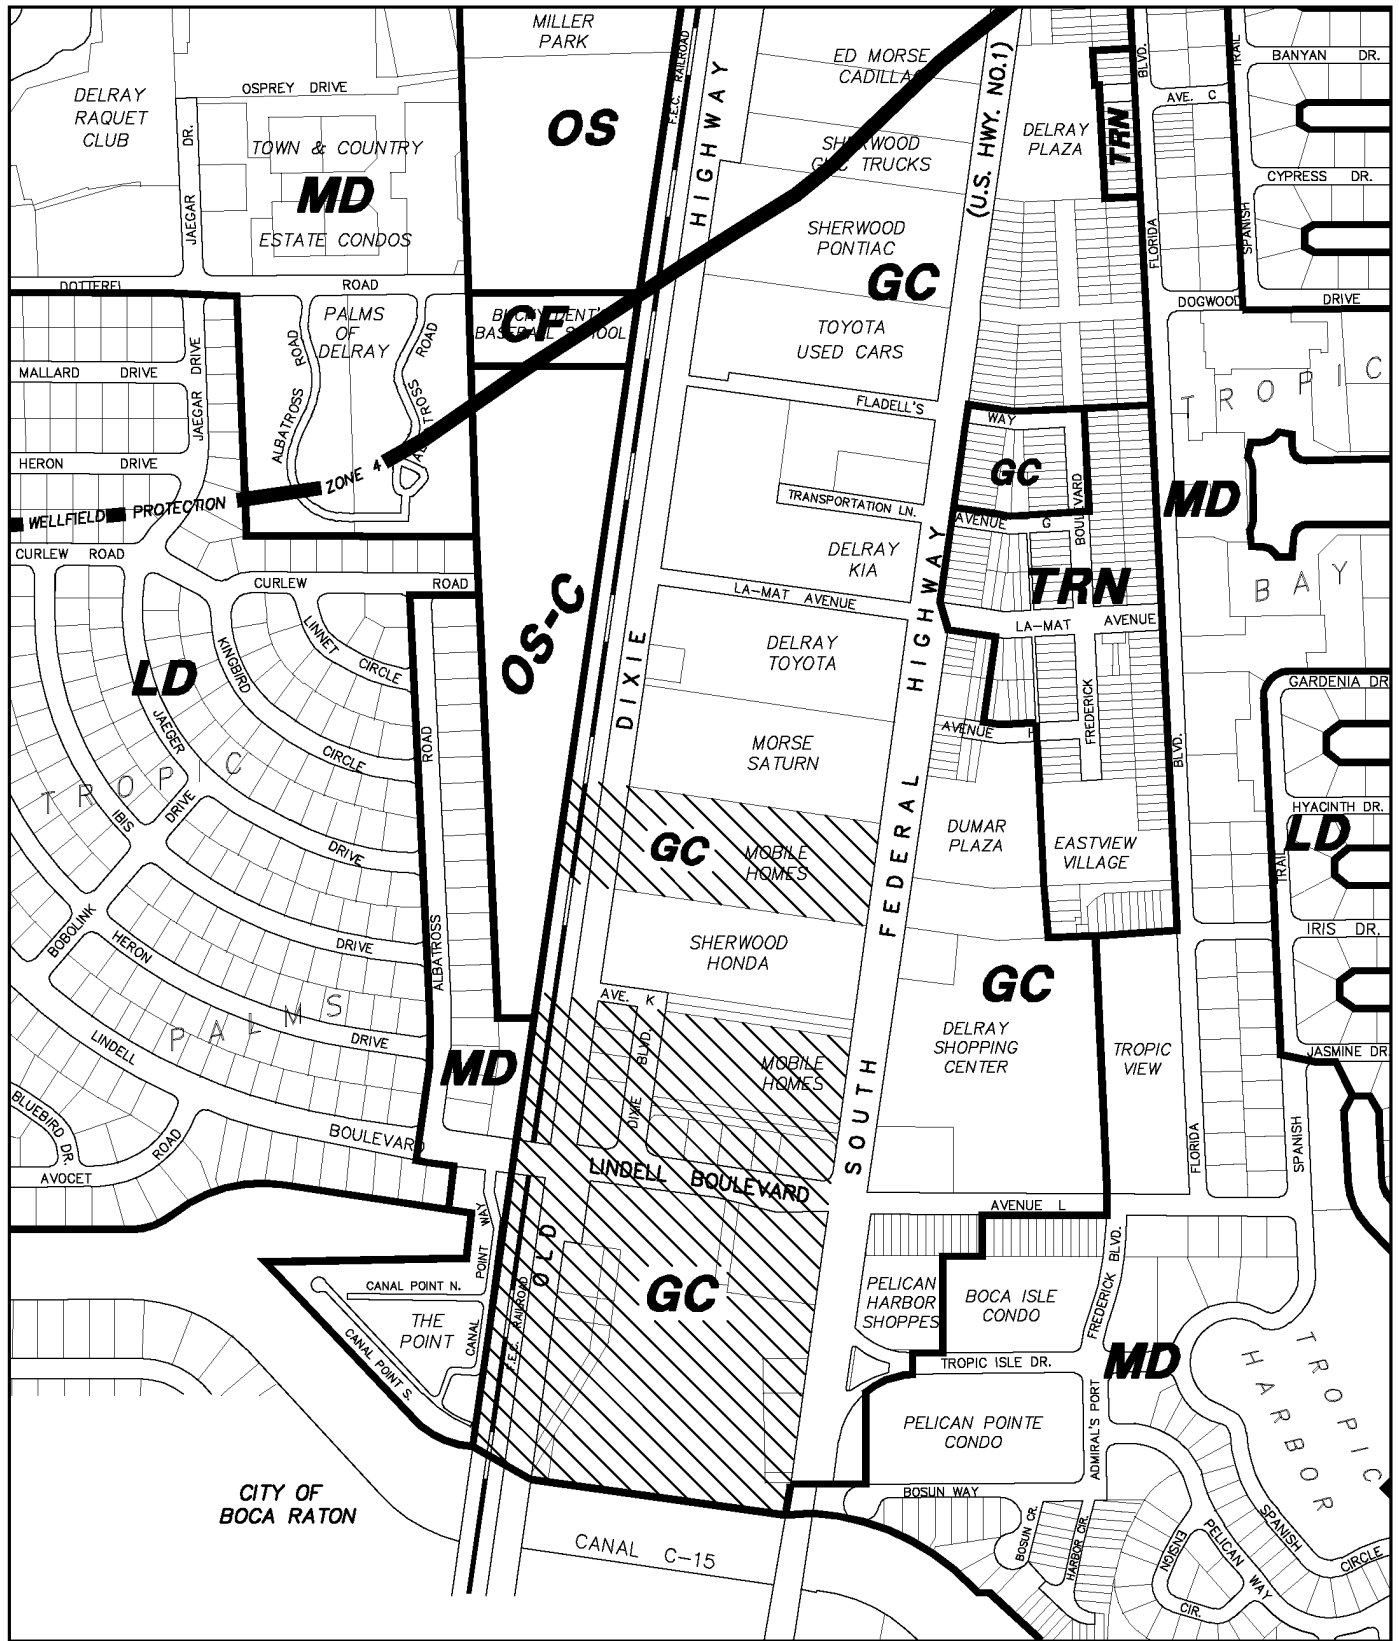 MILLER
PARK
F.E.C. RAILROAD
HIGHWAY
ED MORSE
CADILLAC
(U.S. HWY. NO.1)
BLVD.
TRAIL
BANYAN DR.
DELRAY
RAQUET
CLUB
OSPREY DRIVE
JAEGAR DR.
TOWN & COUNTRY
MD
ESTATE CONDOS
OS
SHERWOOD
GMC TRUCKS
DELRAY
PLAZA
TRN
AVE. C
CYPRESS DR.
SHERWOOD
PONTIAC
GC
FLORIDA
SPANISH
DOTTEREL ROAD
CF
BUCKY DENT'S
BASEBALL SCHOOL
TOYOTA
USED CARS
DOGWOOD DRIVE
PALMS
OF
DELRAY
ALBATROSS ROAD
ALBATROSS ROAD
MALLARD DRIVE
JAEGAR DRIVE
HERON DRIVE
FLADELL'S WAY
TROPIC
BAY
GC
BOULEVARD
MD
WELLFIELD PROTECTION ZONE 4
TRANSPORTATION LN.
AVENUE G
CURLEW ROAD
CURLEW ROAD
DELRAY
KIA
TRN
LA-MAT AVENUE
LA-MAT AVENUE
OS-C
DIXIE
LINNET CIRCLE
KINGBIRD CIRCLE
LD
DELRAY
TOYOTA
SOUTH FEDERAL HIGHWAY
FREDERICK
GARDENIA DR
JAEGER DRIVE
ROAD
AVENUE H
BLVD.
MORSE
SATURN
TROPIC
PALMS
IBIS DRIVE
HYACINTH DR.
LD
GC
MOBILE
HOMES
DUMAR
PLAZA
EASTVIEW
VILLAGE
TRAIL
BOBOLINK
HERON DRIVE
ALBATROSS
SHERWOOD
HONDA
IRIS DR.
GC
AVE. K
DIXIE BLVD.
DRIVE
LINDELL BOULEVARD
MD
MOBILE
HOMES
DELRAY
SHOPPING
CENTER
TROPIC
VIEW
JASMINE DR
BLUEBIRD DR.
AVOCET ROAD
LINDELL BOULEVARD
FLORIDA
SPANISH
AVENUE L
OLD
F.E.C. RAILROAD
CANAL POINT WAY
CANAL POINT N.
THE
POINT
CANAL POINT S.
GC
PELICAN
HARBOR
SHOPPES
BOCA ISLE
CONDO
FREDERICK BLVD.
TROPIC ISLE DR.
MD
TROPIC
HARBOR
PELICAN POINTE
CONDO
ADMIRAL'S PORT
CITY OF
BOCA RATON
BOSUN WAY
BOSUN CR.
HARBOR CIR.
ENSIGN CIR.
PELICAN WAY
SPANISH CIRCLE
CANAL C-15